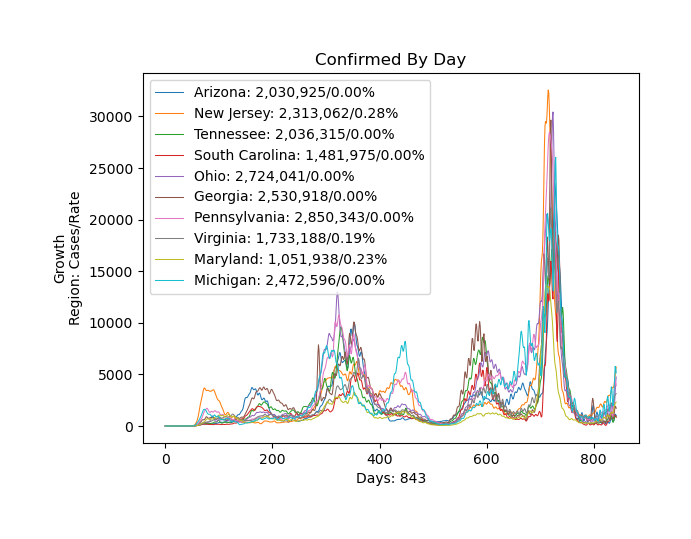 Confirmed By Day
Growth
Region: Cases/Rate
30000
25000
20000
15000
10000
5000
0
Arizona: 2,030,925/0.00%
New Jersey: 2,313,062/0.28%
Tennessee: 2,036,315/0.00%
South Carolina: 1,481,975/0.00%
Ohio: 2,724,041/0.00%
Georgia: 2,530,918/0.00%
Pennsylvania: 2,850,343/0.00%
Virginia: 1,733,188/0.19%
Maryland: 1,051,938/0.23%
Michigan: 2,472,596/0.00%
0 200 400 600 800
Days: 843